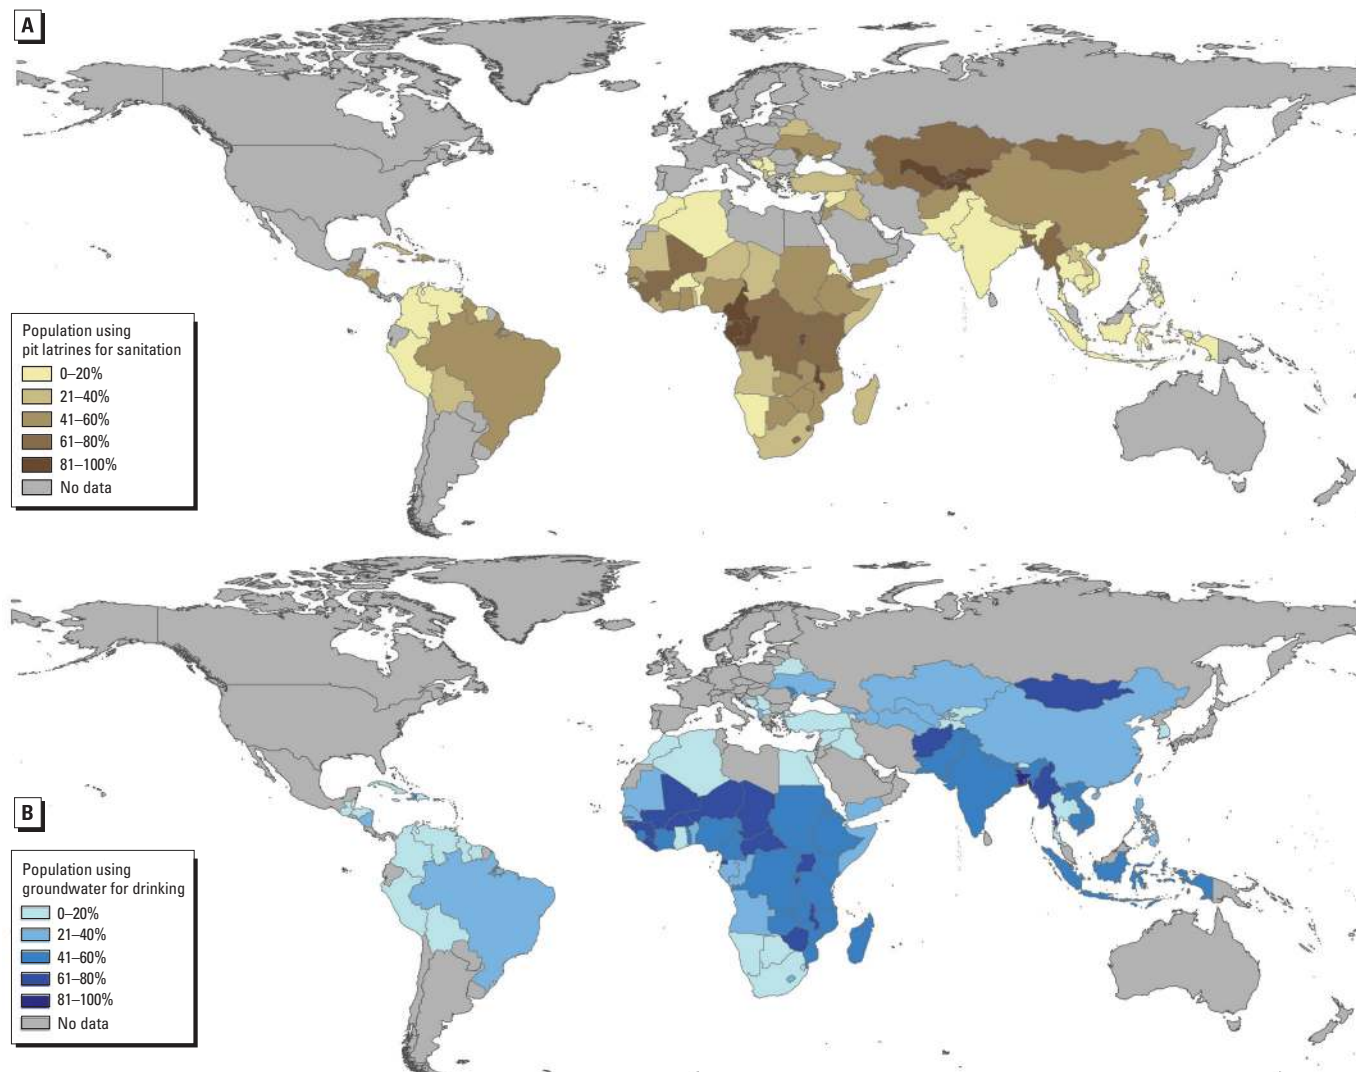 A
Population using
pit latrines for sanitation
0–20%
21–40%
41–60%
61–80%
81–100%
No data
B
Population using
groundwater for drinking
0–20%
21–40%
41–60%
61–80%
81–100%
No data